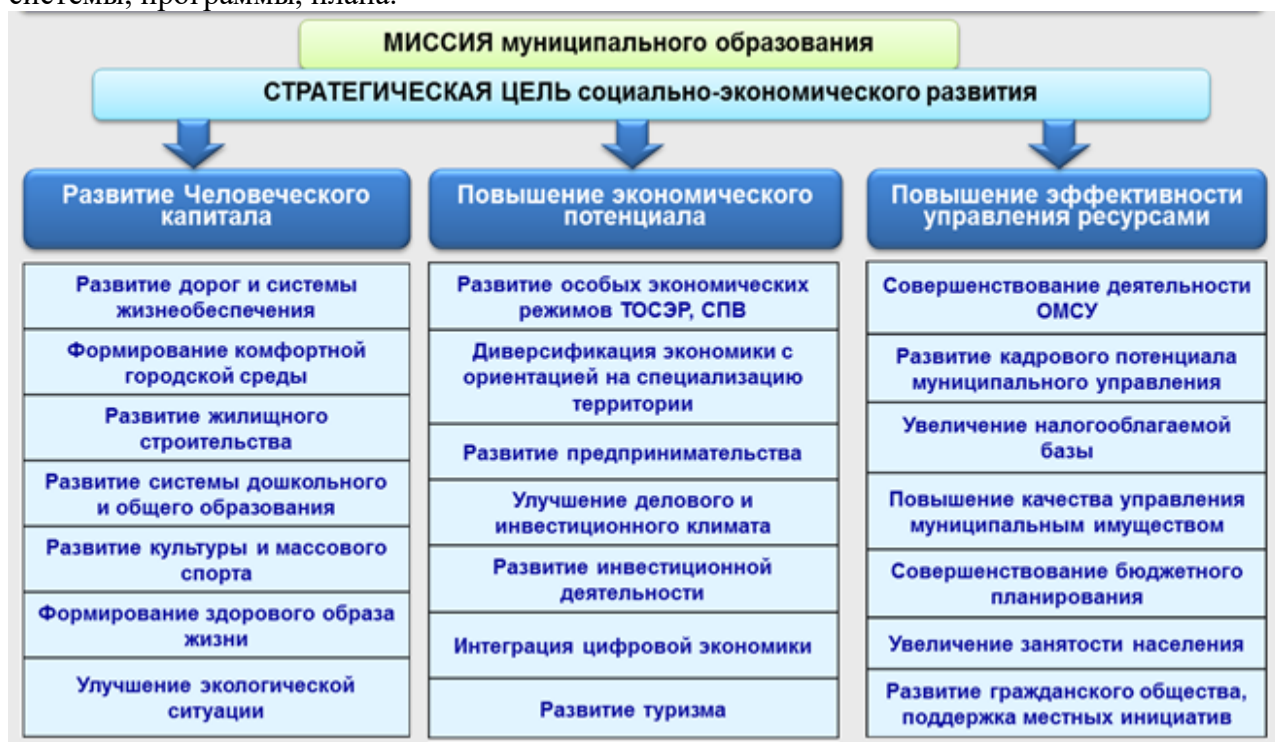 системы, программы, плана.
МИССИЯ муниципального образования
СТРАТЕГИЧЕСКАЯ ЦЕЛЬ социально-экономического развития
Развитие Человеческого
капитала
Развитие дорог и системы
жизнеобеспечения
Формирование комфортной
городской среды
Развитие жилищного
строительства
Развитие системы дошкольного
и общего образования
Развитие культуры и массового
спорта
Формирование здорового образа
жизни
Улучшение экологической
ситуации
Повышение экономического
потенциала
Развитие особых экономических
режимов ТОСЭР, СПВ
Диверсификация экономики с
ориентацией на специализацию
территории
Развитие предпринимательства
Улучшение делового и
инвестиционного климата
Развитие инвестиционной
деятельности
Интеграция цифровой экономики
Развитие туризма
Повышение эффективности
управления ресурсами
Совершенствование деятельности
ОМСУ
Развитие кадрового потенциала
муниципального управления
Увеличение налогооблагаемой
базы
Повышение качества управления
муниципальным имуществом
Совершенствование бюджетного
планирования
Увеличение занятости населения
Развитие гражданского общества,
поддержка местных инициатив